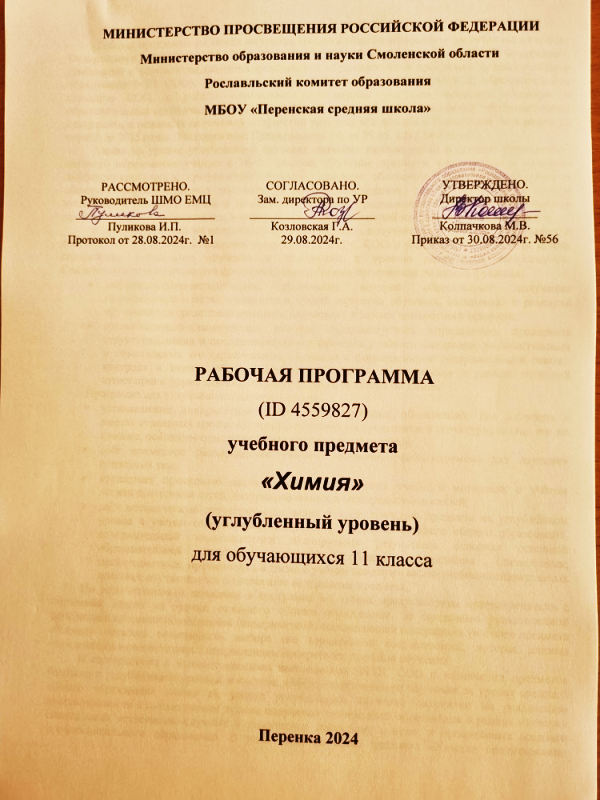 МИНИСТЕРСТВО ПРОСВЕЩЕНИЯ РОССИЙСКОЙ ФЕДЕРАЦИИ
Министерство образования и науки Смоленской области
Рославльский комитет образования
МБОУ «Перенская средняя школа»
РАССМОТРЕНО.
Руководитель ШМО ЕМЦ
Пуликова
Пуликова И.П.
Протокол от 28.08.2024г. №1
СОГЛАСОВАНО.
Зам. директора по УР
Козловская Г.А.
29.08.2024г.
УТВЕРЖДЕНО.
Директор школы
Колпачкова М.В.
Приказ от 30.08.2024г. №56
РАБОЧАЯ ПРОГРАММА
(ID 4559827)
учебного предмета
«Химия»
(углубленный уровень)
для обучающихся 11 класса
Перенка 2024